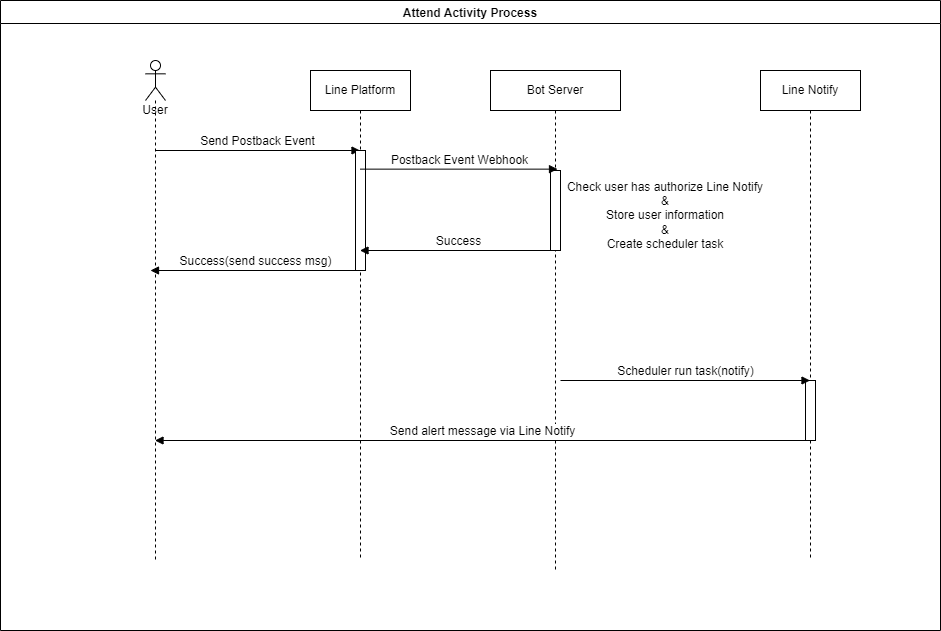 Attend Activity Process
User
Line Platform
Bot Server
Line Notify
Send Postback Event
Postback Event Webhook
Check user has authorize Line Notify
&
Store user information
&
Create scheduler task
Success
Success(send success msg)
Scheduler run task(notify)
Send alert message via Line Notify